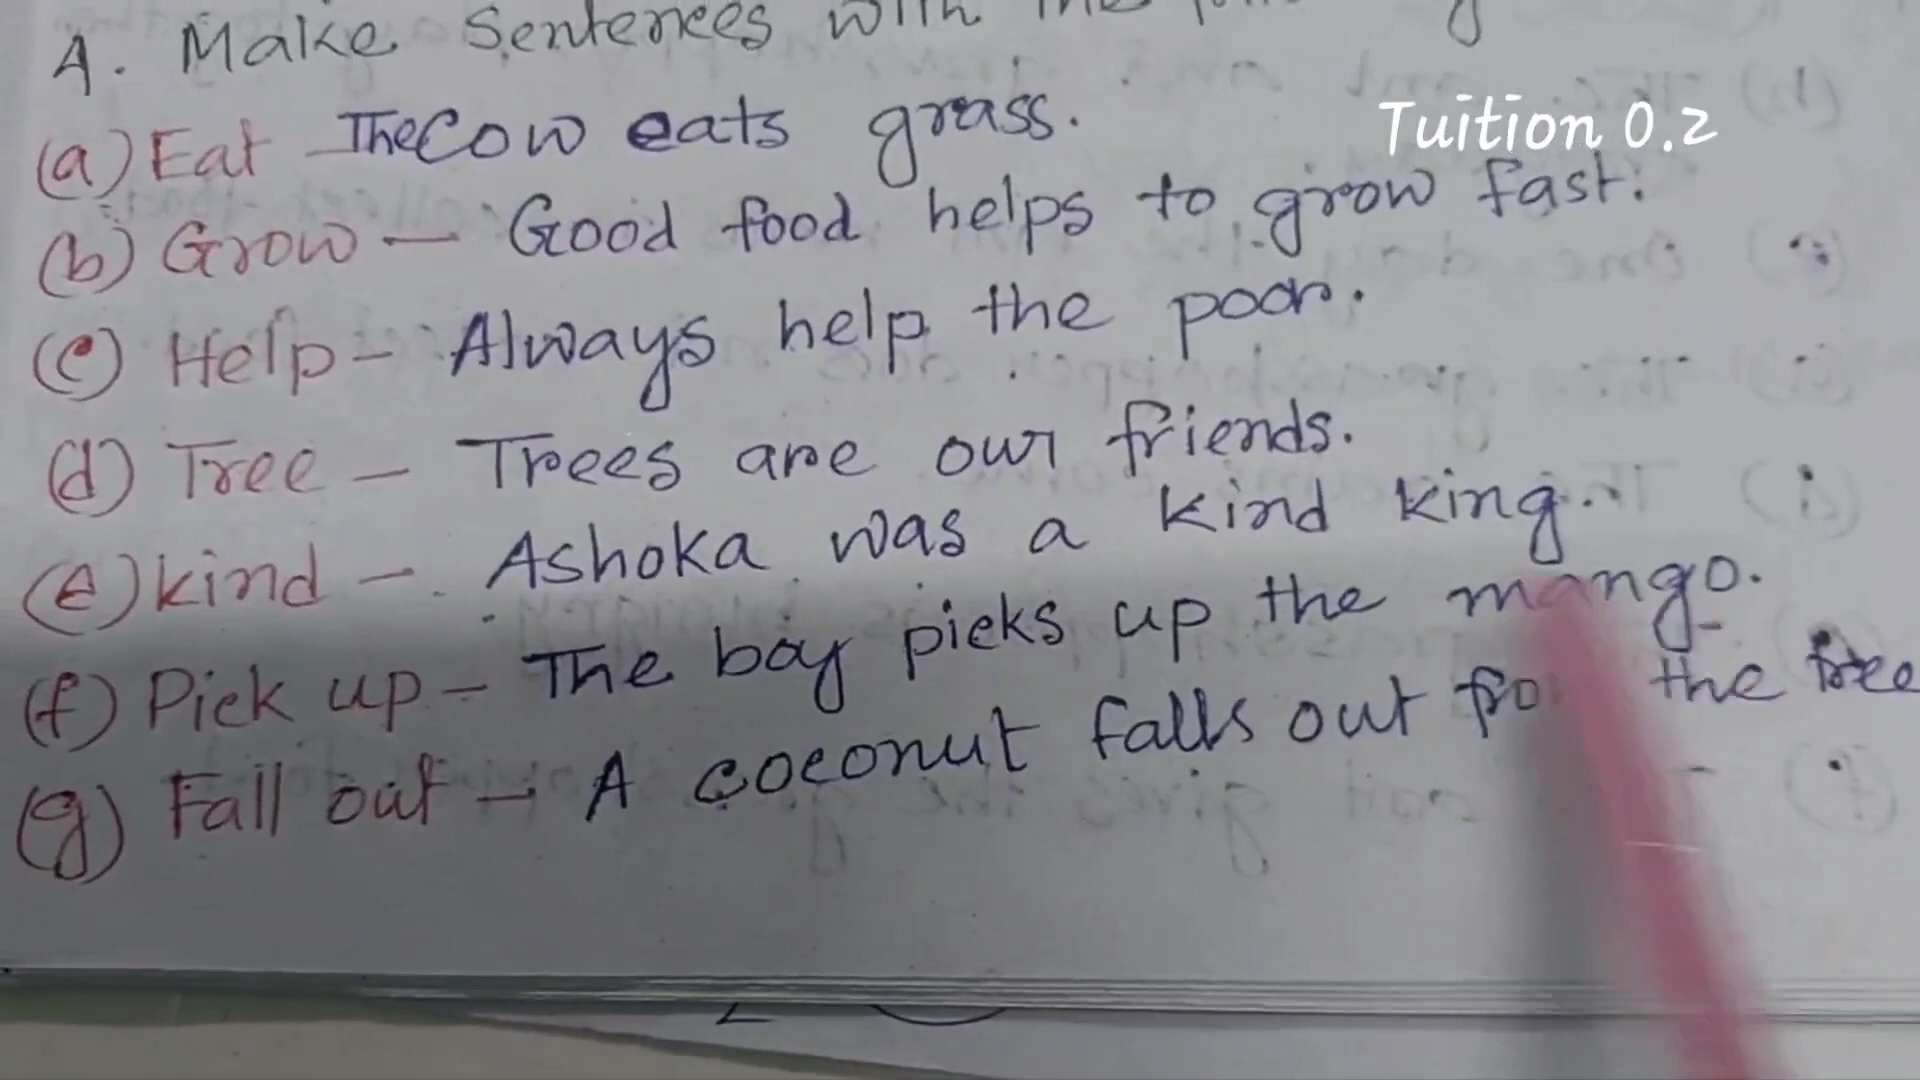 A. Make Sentences with
(a) Eat - The Cow eats grass.
Tuition 0.2
(b) Grow - Good food helps to grow fast.
(c) Help - Always help the poor.
(d) Tree - Trees are our friends.
(e) kind - Ashoka was a kind king.
(f) Pick up - The boy picks up the mango.
(g) Fall out - A coconut falls out the tree